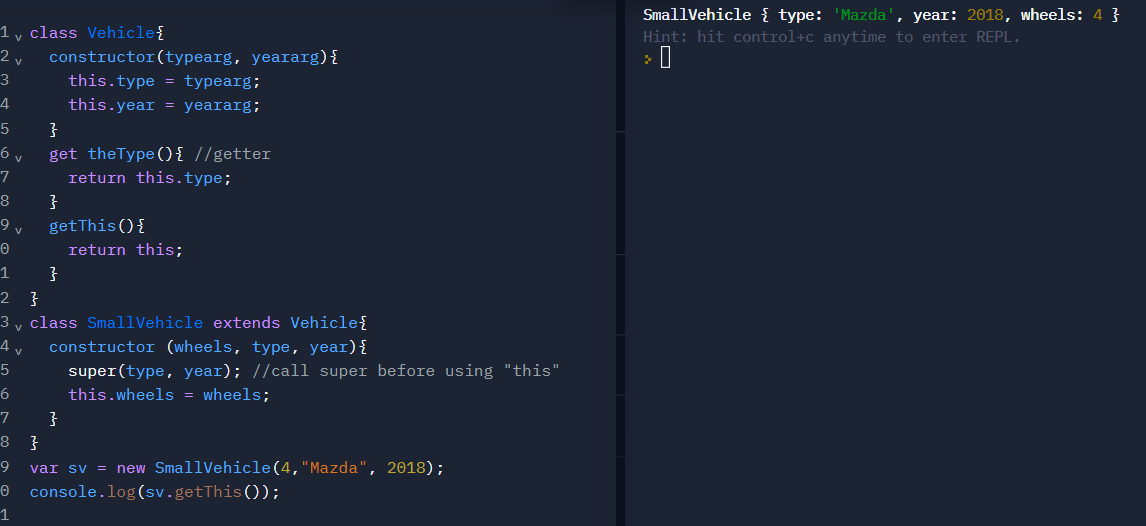 1 v class Vehicle{
2 v   constructor(typearg, yeararg){
3     this.type = typearg;
4     this.year = yeararg;
5   }
6 v   get theType(){ //getter
7     return this.type;
8   }
9 v   getThis(){
0     return this;
1   }
2 }
3 v class SmallVehicle extends Vehicle{
4 v   constructor (wheels, type, year){
5     super(type, year); //call super before using "this"
6     this.wheels = wheels;
7   }
8 }
9 var sv = new SmallVehicle(4,"Mazda", 2018);
0 console.log(sv.getThis());
1
SmallVehicle { type: 'Mazda', year: 2018, wheels: 4 }
Hint: hit control+c anytime to enter REPL.
>